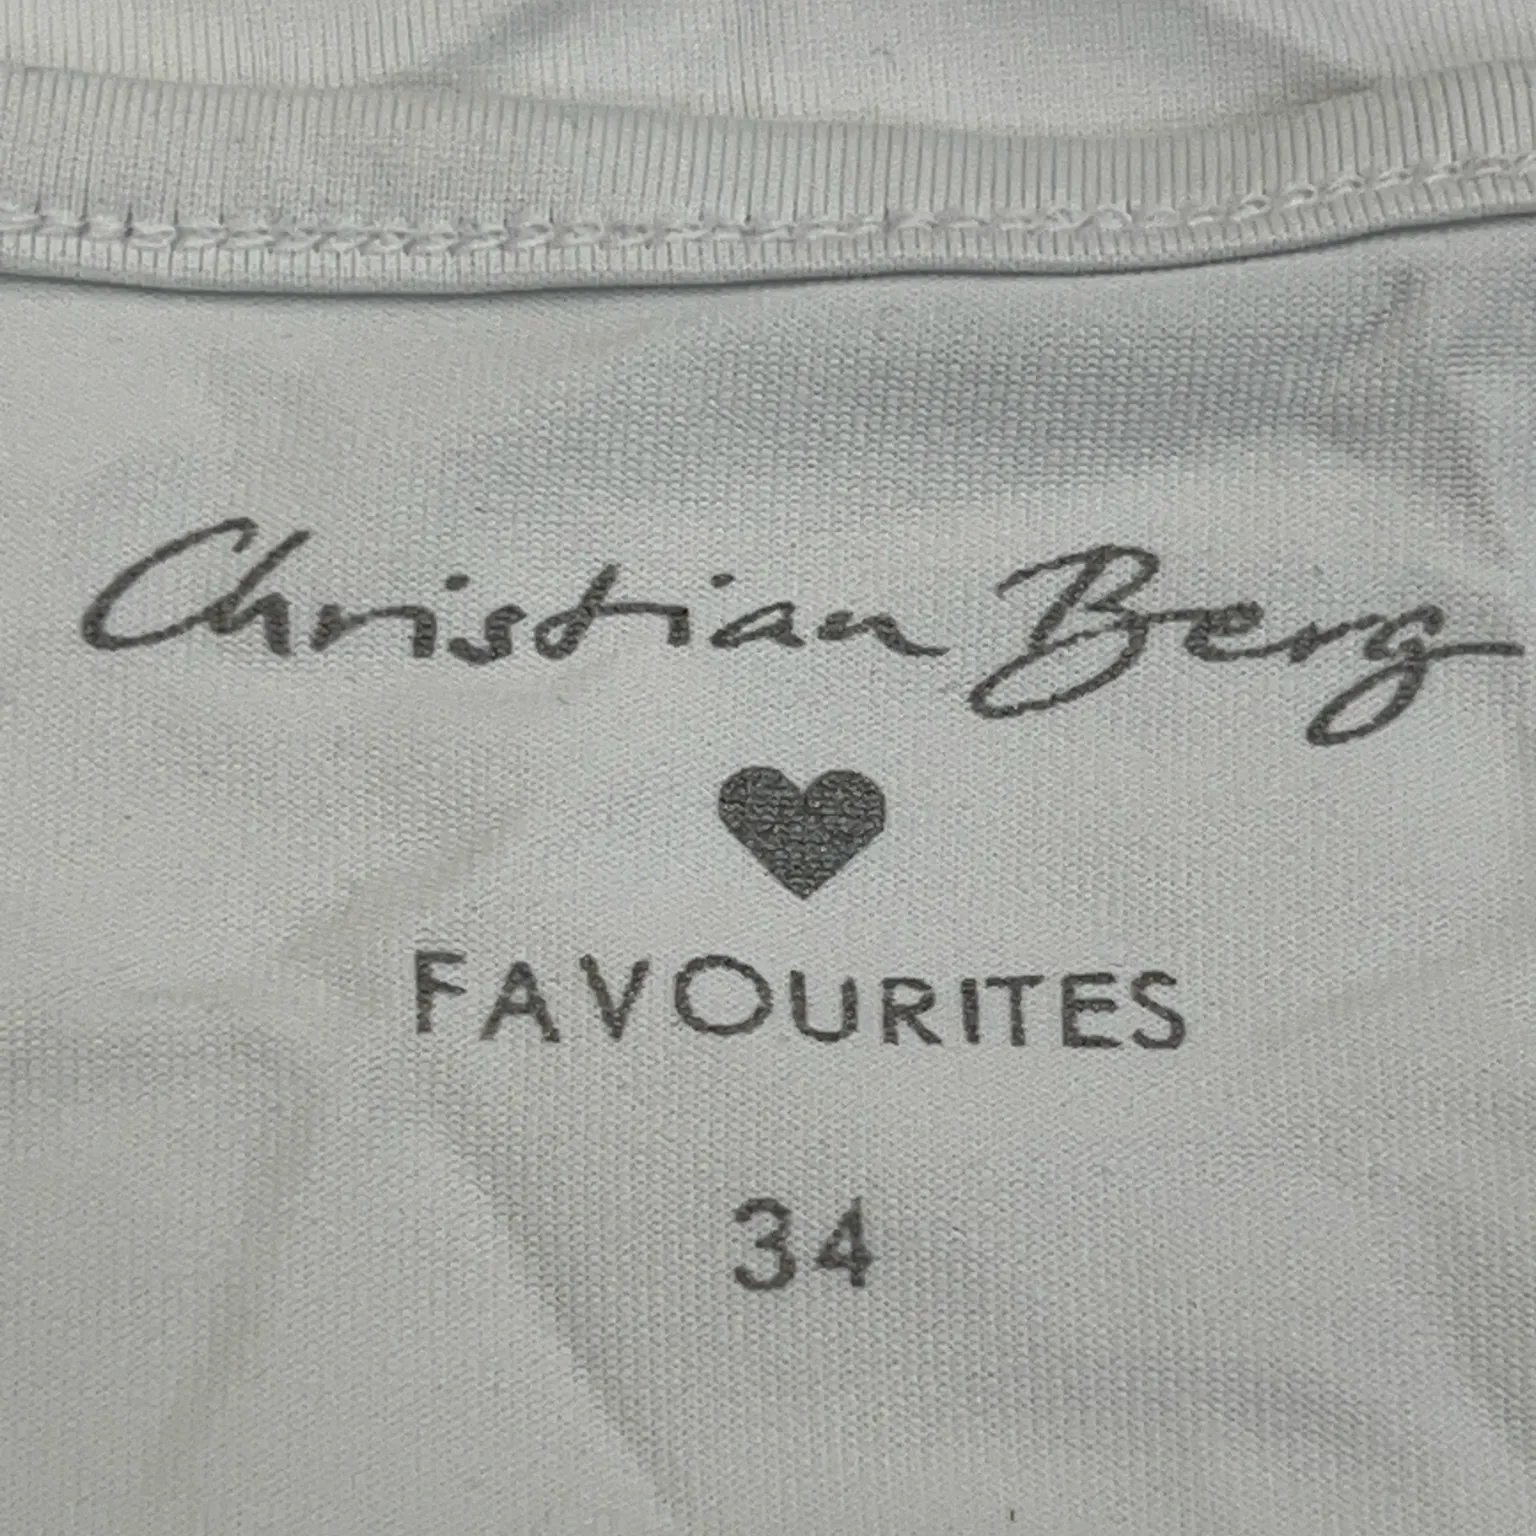 Christian Berg
FAVOURITES
34